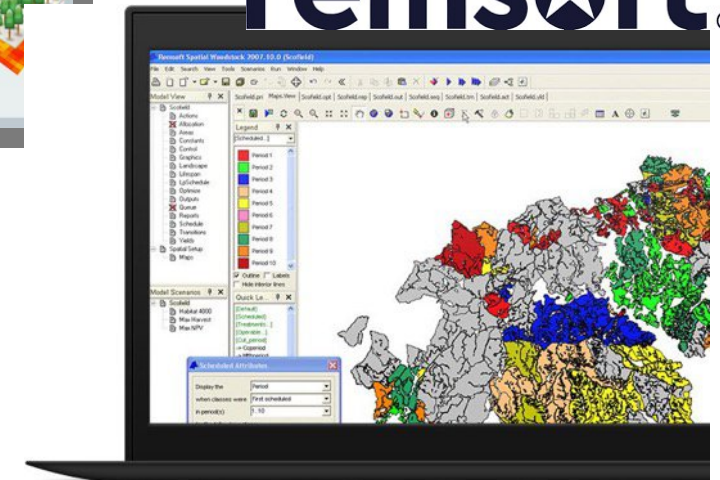 remsoft
Remsoft Spatial Woodstock 2007.10.0 (Scofield)
File Edit Search View Tools Scenarios Run Window Help
Model View
Scofield.pri Maps.View Scofield.opt Scofield.rep Scofield.out Scofield.seq Scofield.trn Scofield.act Scofield.yld
Scofield
Actions
Allocation
Areas
Constants
Control
Graphics
Landscape
Lifespan
LpSchedule
Optimize
Outputs
Queue
Reports
Schedule
Transitions
Yields
Spatial Setup
Maps
Legend
[Scheduled...]
Period 1
Period 2
Period 3
Period 4
Period 5
Period 6
Period 7
Period 8
Period 9
Period 10
Outline Labels
Hide interior lines
Model Scenarios
Scofield
Habitat 4000
Max Harvest
Max NPV
Quick Le...
[Default]
[Scheduled]
[Treatments...]
[Operable...]
[Cut_period]
Scheduled Attributes
Display the Period
when classes were First scheduled
in period(s) 1..10